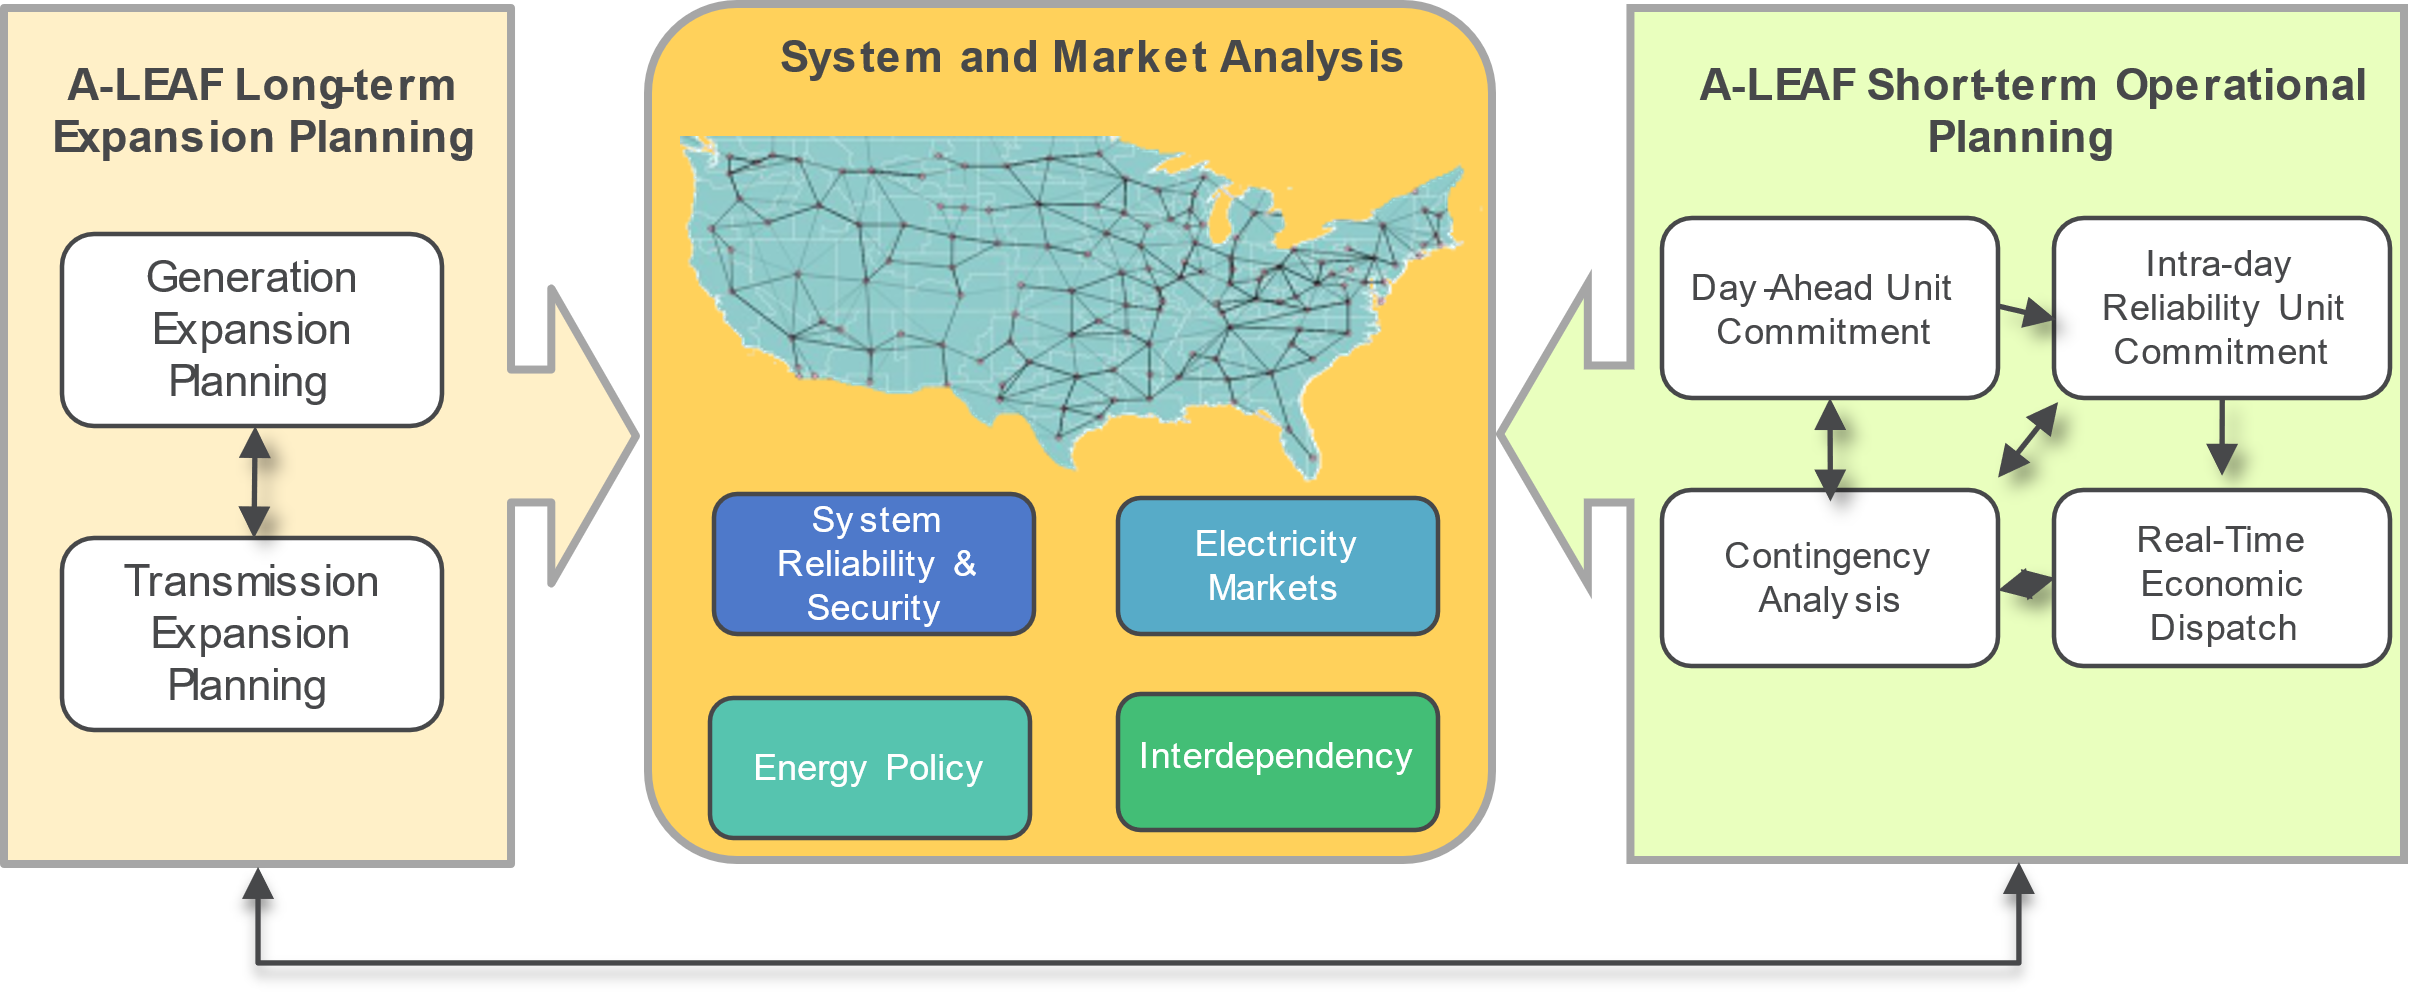 A-LEAF Long-term
Expansion Planning
Generation
Expansion
Planning
Transmission
Expansion
Planning
System and Market Analysis
System
Reliability &
Security
Electricity
Markets
Energy Policy
Interdependency
A-LEAF Short-term Operational
Planning
Day-Ahead Unit
Commitment
Intra-day
Reliability Unit
Commitment
Contingency
Analysis
Real-Time
Economic
Dispatch